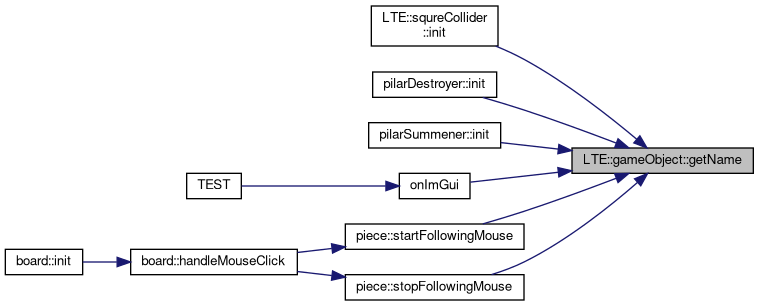 LTE::squreCollider
::init
pilarDestroyer::init
pilarSummener::init
LTE::gameObject::getName
TEST
onImGui
piece::startFollowingMouse
board::init
board::handleMouseClick
piece::stopFollowingMouse